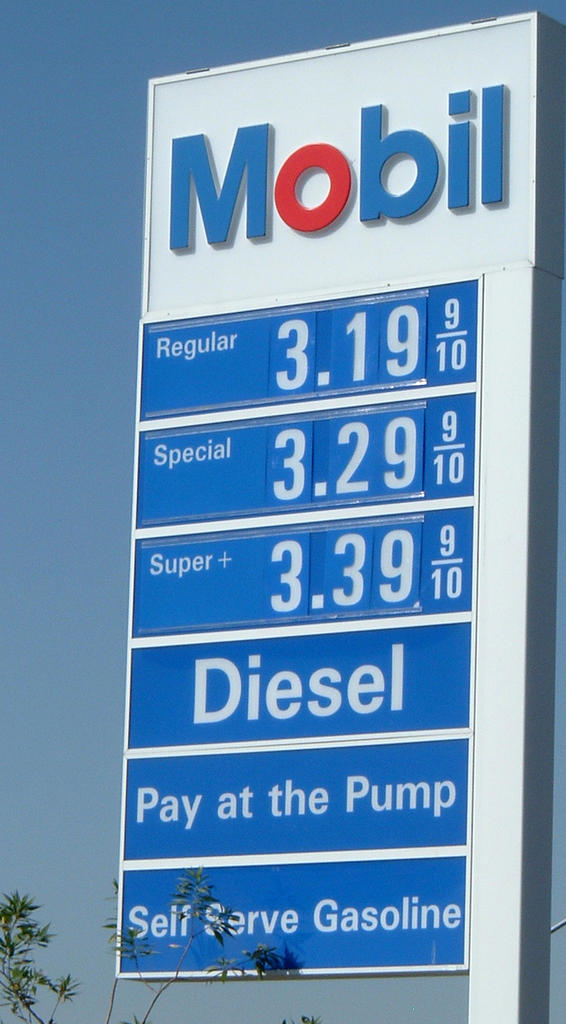 Mobil
Regular 3.19 9/10
Special 3.29 9/10
Super+ 3.39 9/10
Diesel
Pay at the Pump
Self Serve Gasoline